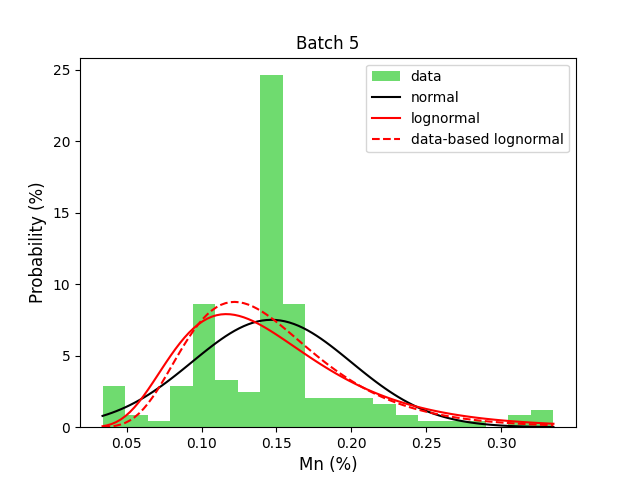 Batch 5
data
normal
lognormal
data-based lognormal
25
20
15
10
5
0
Probability (%)
0.05 0.10 0.15 0.20 0.25 0.30
Mn (%)